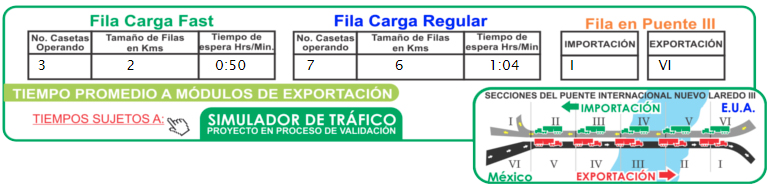 Fila Carga Fast
No. Casetas Operando
Tamaño de Filas en Kms
Tiempo de espera Hrs/Min.
3
2
0:50
Fila Carga Regular
No. Casetas operando
Tamaño de Filas en Kms
Tiempo de espera Hrs/Min.
7
6
1:04
Fila en Puente III
IMPORTACIÓN
EXPORTACIÓN
I
VI
TIEMPO PROMEDIO A MÓDULOS DE EXPORTACIÓN
TIEMPOS SUJETOS A:
SIMULADOR DE TRÁFICO
PROYECTO EN PROCESO DE VALIDACIÓN
SECCIONES DEL PUENTE INTERNACIONAL NUEVO LAREDO III
IMPORTACIÓN
E.U.A.
I II III IV V VI
VI V IV III II I
México
EXPORTACIÓN